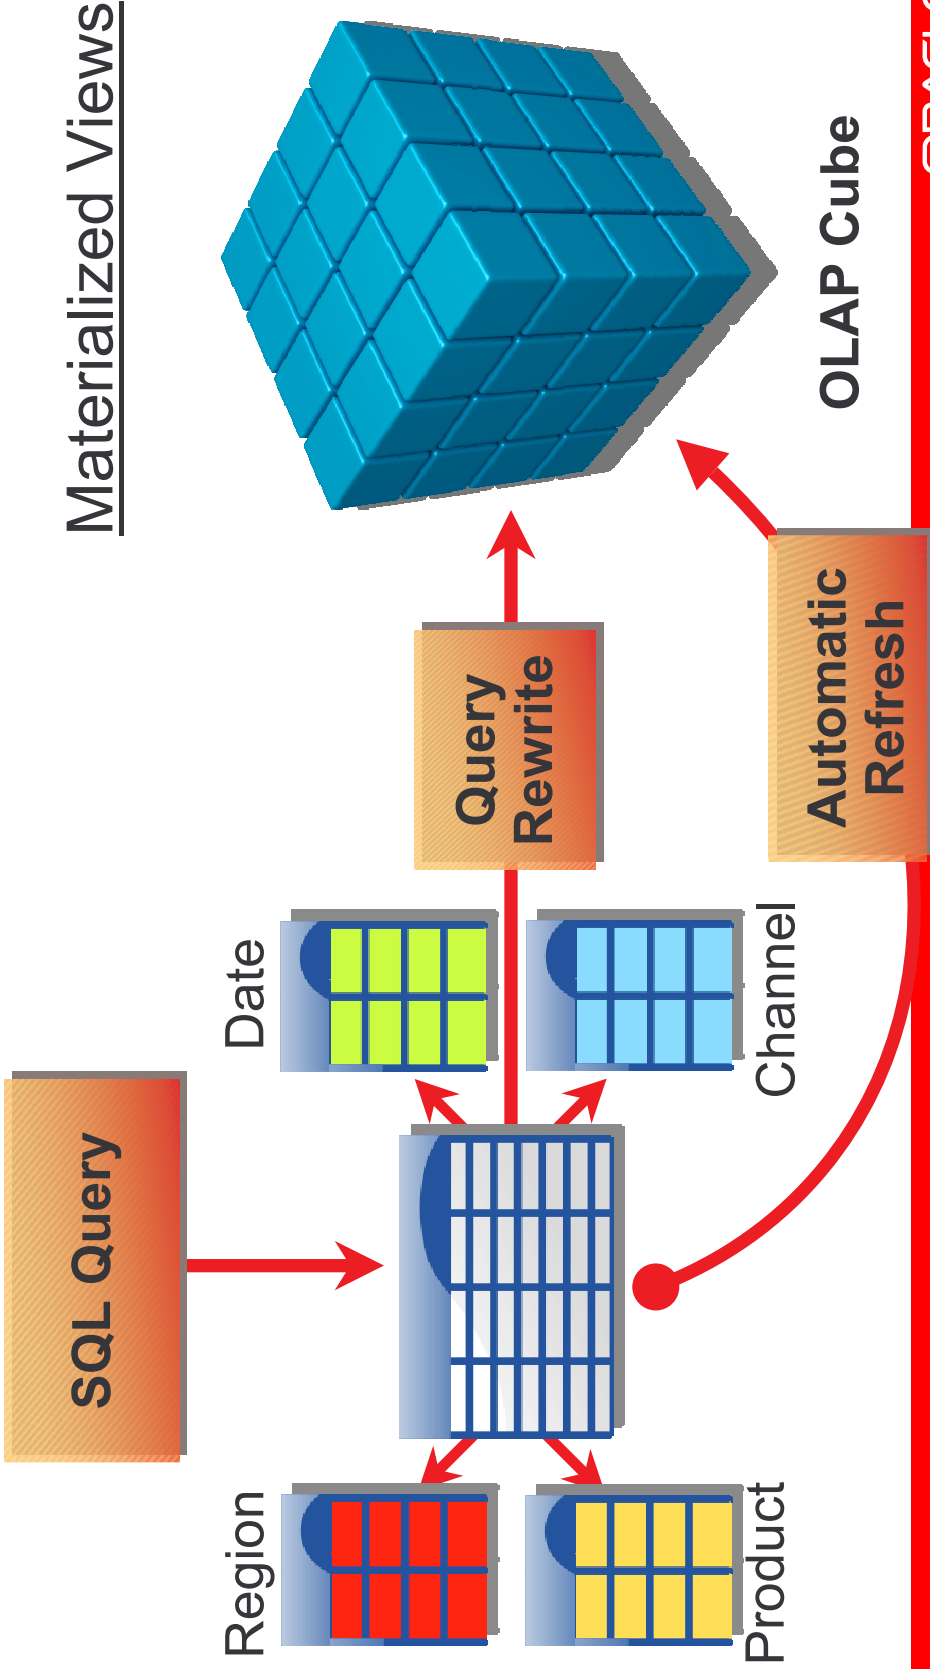 Materialized Views
SQL Query
Region
Date
Query
Rewrite
Product
Channel
OLAP Cube
Automatic
Refresh